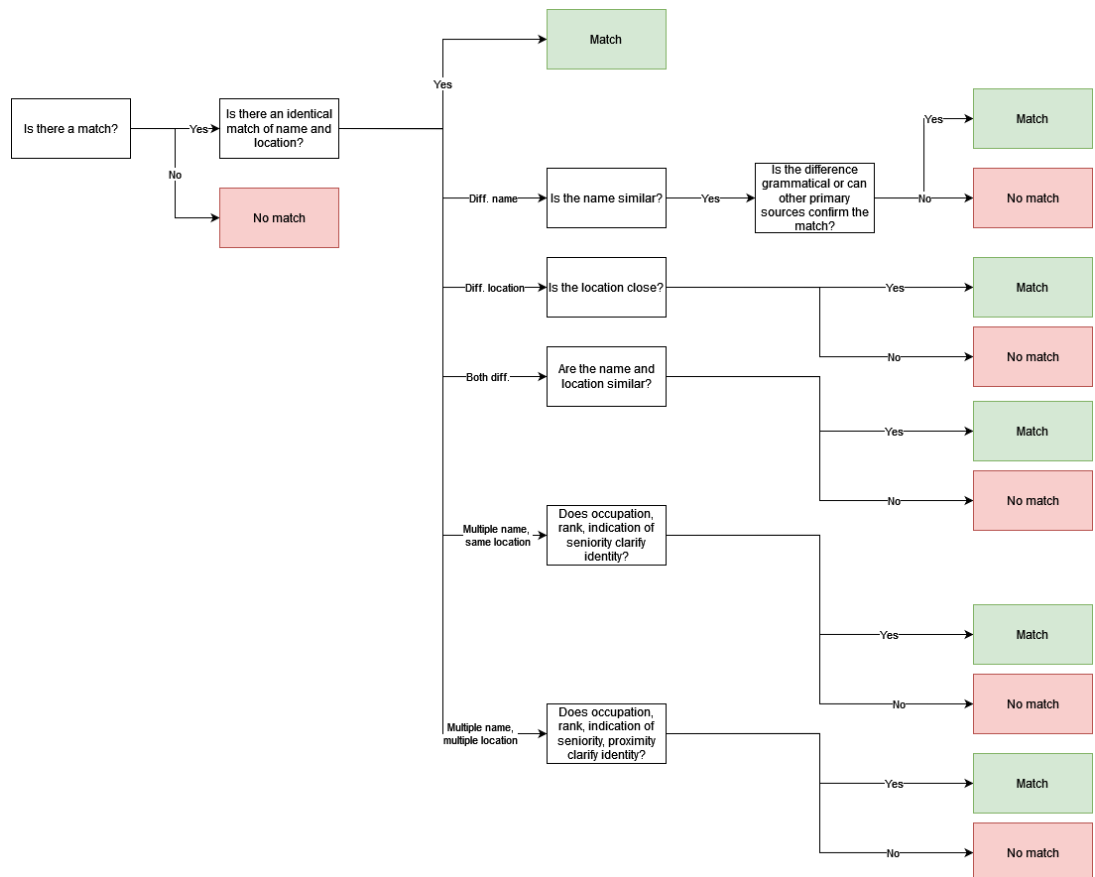 Match
Yes
Is there a match?
Yes
Is there an identical
match of name and
location?
No
No match
Diff. name
Is the name similar?
Yes
Is the difference
grammatical or can
other primary
sources confirm the
match?
Yes
Match
No
No match
Diff. location
Is the location close?
Yes
Match
No
No match
Both diff.
Are the name and
location similar?
Yes
Match
No
No match
Multiple name,
same location
Does occupation,
rank, indication of
seniority clarify
identity?
Yes
Match
No
No match
Multiple name,
multiple location
Does occupation,
rank, indication of
seniority, proximity
clarify identity?
Yes
Match
No
No match